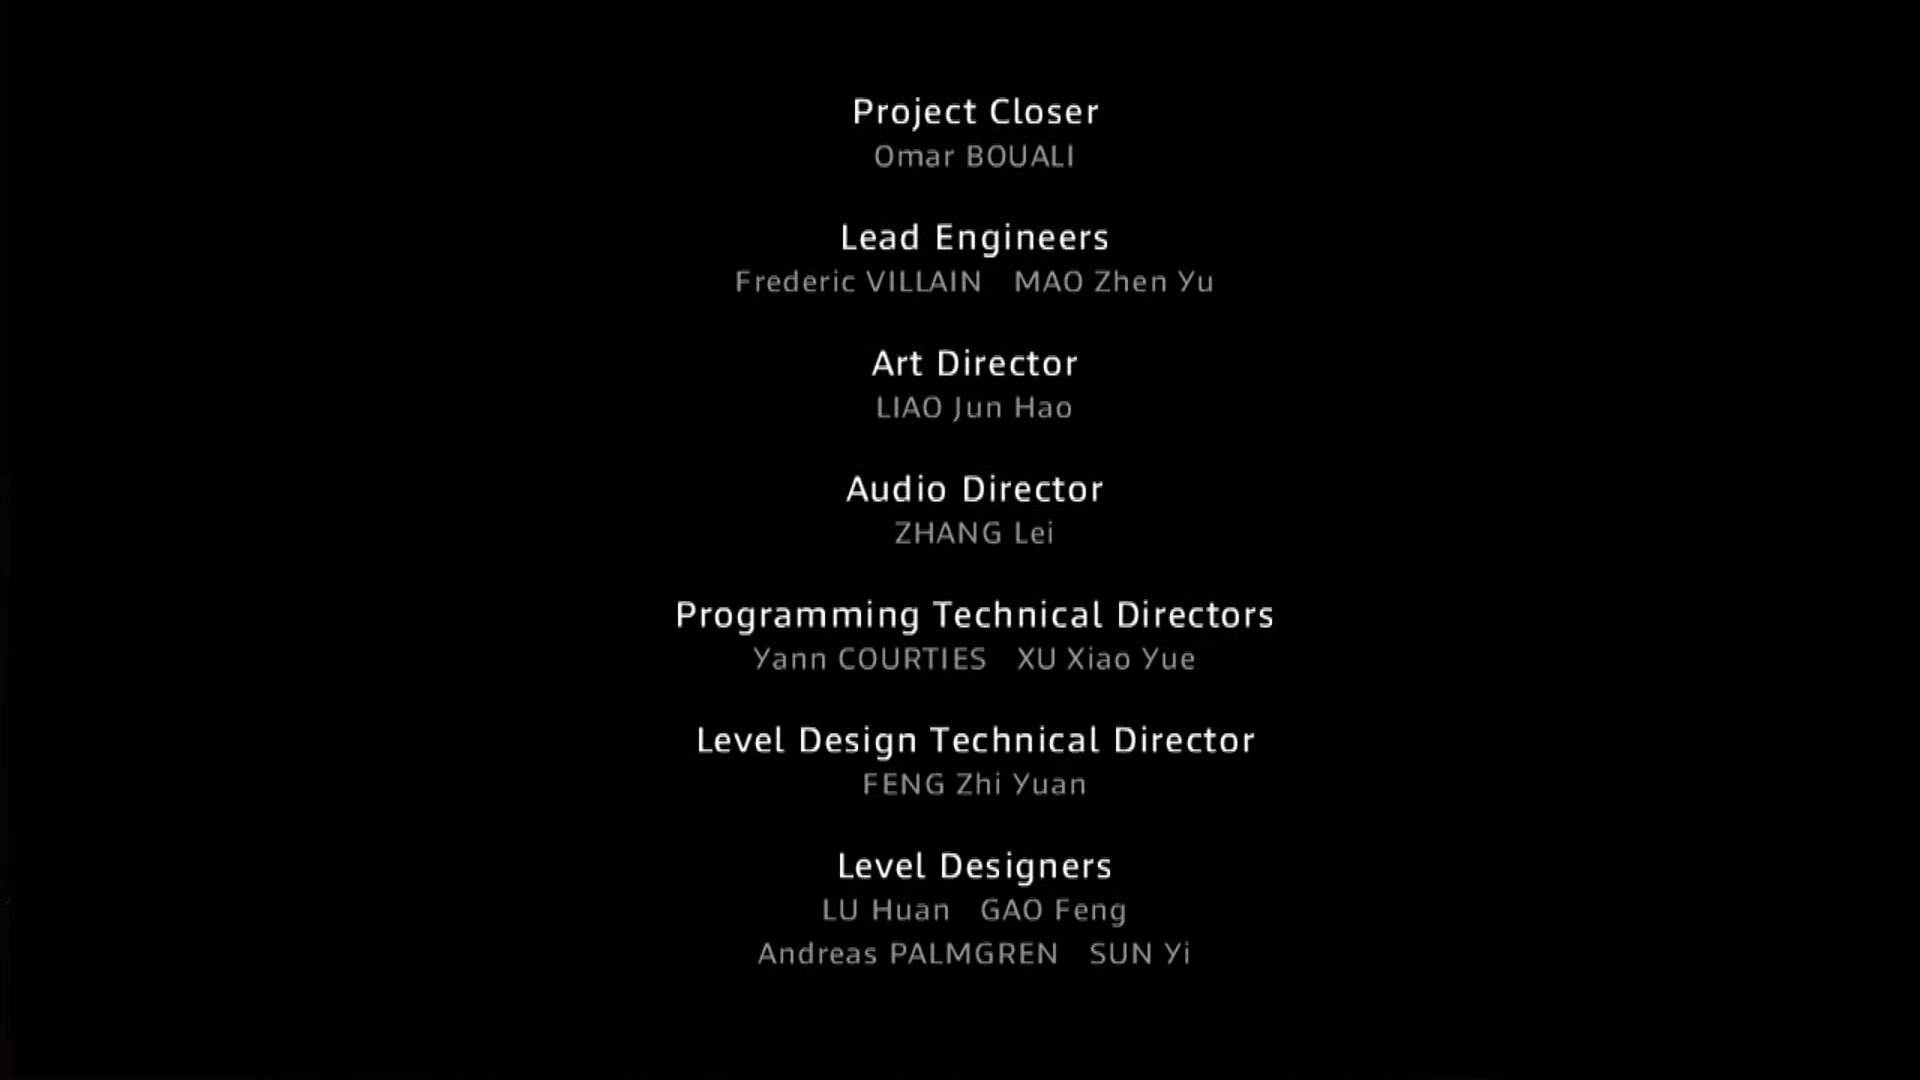 Project Closer
Omar BOUALI
Lead Engineers
Frederic VILLAIN MAO Zhen Yu
Art Director
LIAO Jun Hao
Audio Director
ZHANG Lei
Programming Technical Directors
Yann COURTIES XU Xiao Yue
Level Design Technical Director
FENG Zhi Yuan
Level Designers
LU Huan GAO Feng
Andreas PALMGREN SUN Yi